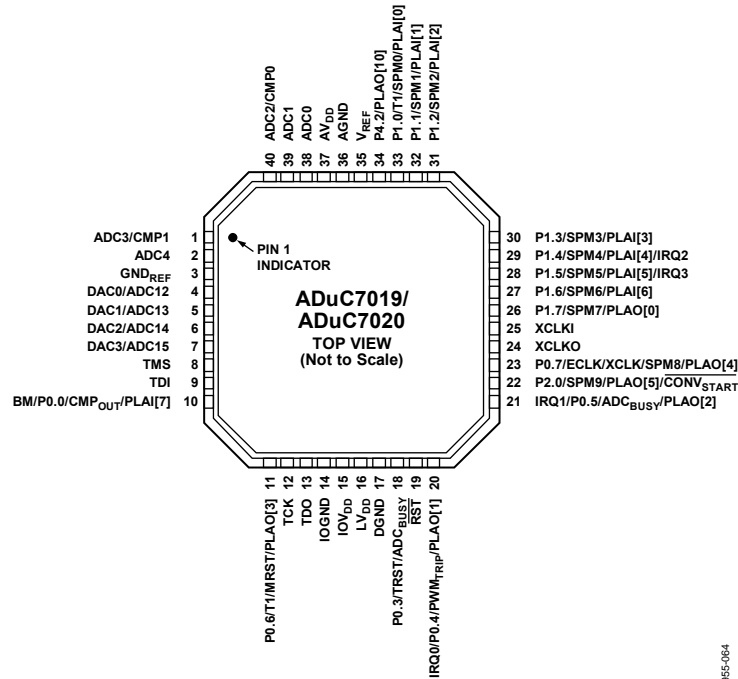 40 ADC2/CMP0
39 ADC1
38 ADC0
37 AVDD
36 AGND
35 VREF
34 P4.2/PLAO[10]
33 P1.0/T1/SPM0/PLAI[0]
32 P1.1/SPM1/PLAI[1]
31 P1.2/SPM2/PLAI[2]
ADC3/CMP1 1
ADC4 2
GNDREF 3
DAC0/ADC12 4
DAC1/ADC13 5
DAC2/ADC14 6
DAC3/ADC15 7
TMS 8
TDI 9
BM/P0.0/CMPOUT/PLAI[7] 10
PIN 1
INDICATOR
ADuC7019/
ADuC7020
TOP VIEW
(Not to Scale)
30 P1.3/SPM3/PLAI[3]
29 P1.4/SPM4/PLAI[4]/IRQ2
28 P1.5/SPM5/PLAI[5]/IRQ3
27 P1.6/SPM6/PLAI[6]
26 P1.7/SPM7/PLAO[0]
25 XCLKI
24 XCLKO
23 P0.7/ECLK/XCLK/SPM8/PLAO[4]
22 P2.0/SPM9/PLAO[5]/CONVSTART
21 IRQ1/P0.5/ADCBUSY/PLAO[2]
P0.6/T1/MRST/PLAO[3] 11
TCK 12
TDO 13
IOGND 14
IOVDD 15
LVDD 16
DGND 17
P0.3/TRST/ADCBUSY 18
RST 19
IRQ0/P0.4/PWMTRIP/PLAO[1] 20